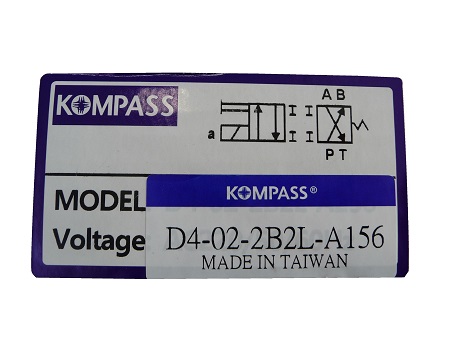 KOMPASS
A B
a
P T
MODEL
KOMPASS®
Voltage
D4-02-2B2L-A156
MADE IN TAIWAN